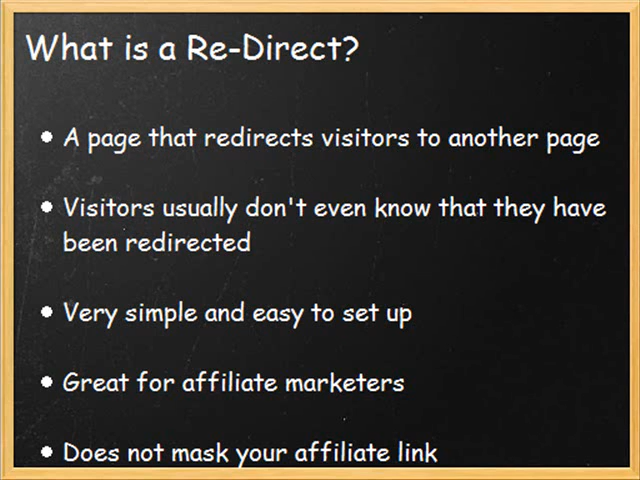 What is a Re-Direct?
• A page that redirects visitors to another page
• Visitors usually don't even know that they have
been redirected
• Very simple and easy to set up
• Great for affiliate marketers
• Does not mask your affiliate link